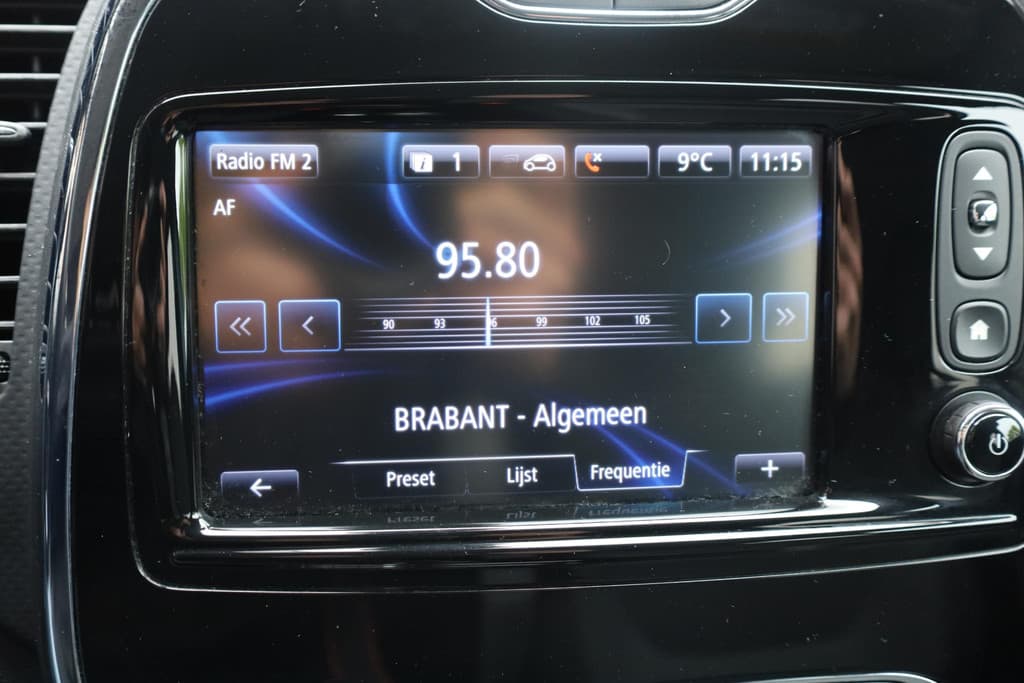 Radio FM 2 1 9°C 11:15
AF
95.80
90 93 96 99 102 105
BRABANT - Algemeen
Preset Lijst Frequentie +